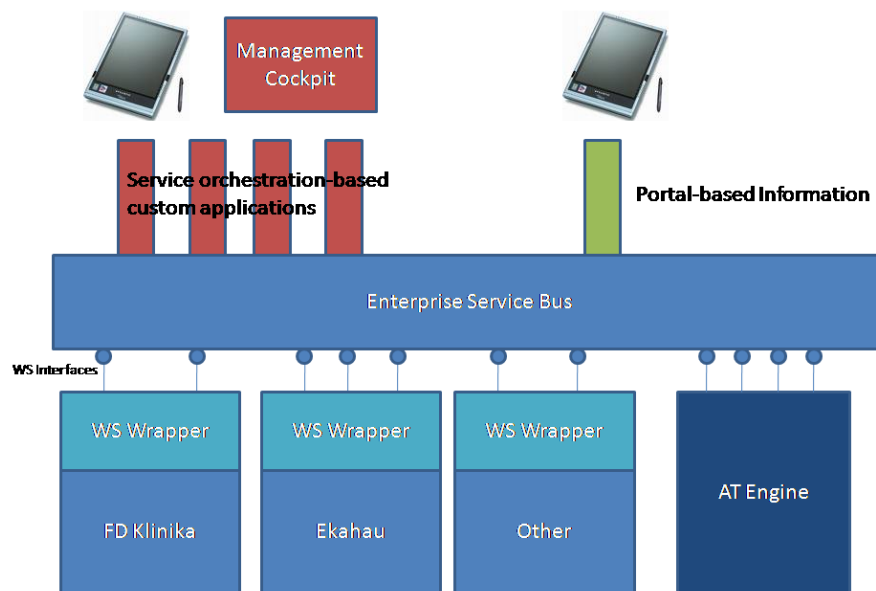 Management
Cockpit
Service orchestration-based
custom applications
Portal-based Information
Enterprise Service Bus
WS Interfaces
WS Wrapper
WS Wrapper
WS Wrapper
FD Klinika
Ekahau
Other
AT Engine